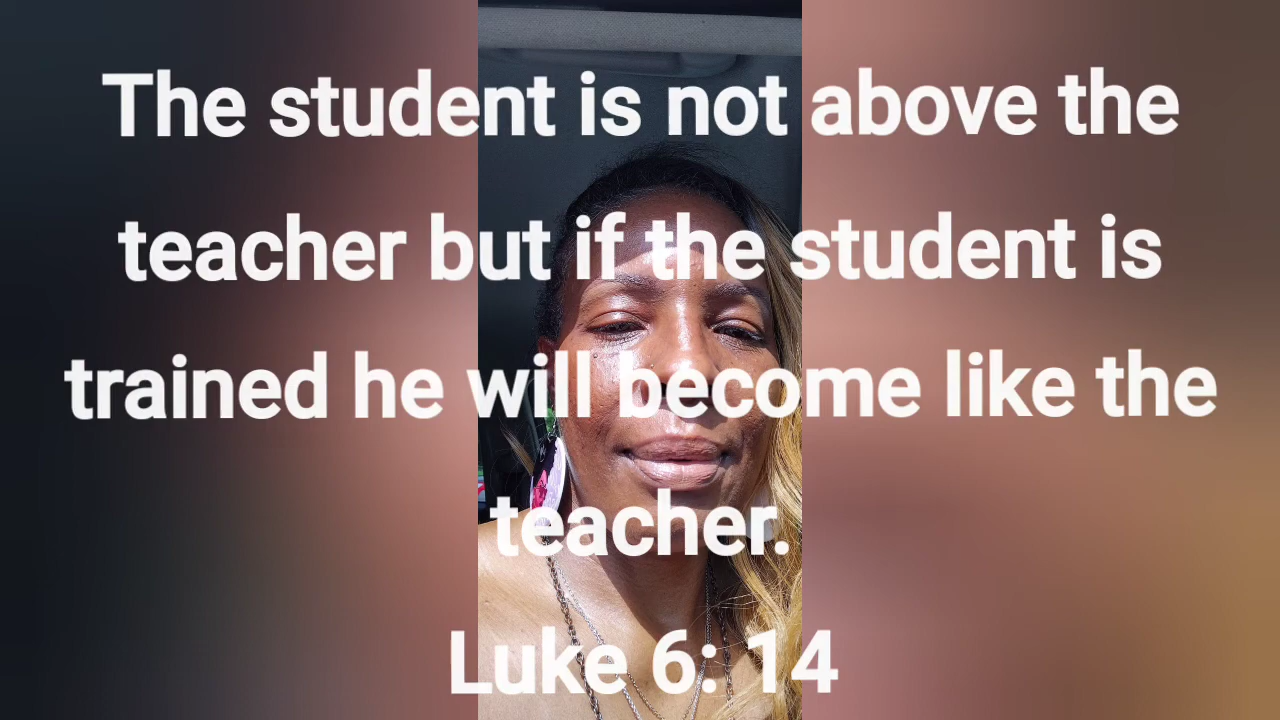 The student is not above the
teacher but if the student is
trained he will become like the
teacher.
Luke 6: 14